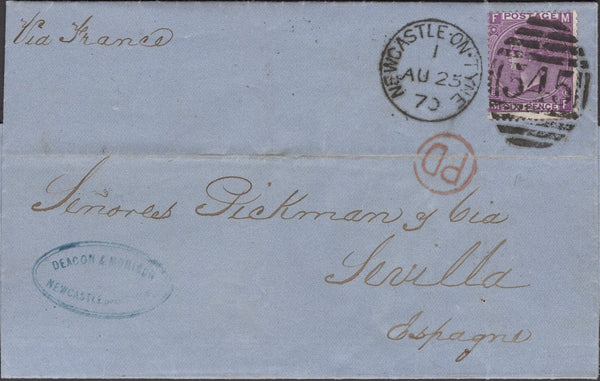 Via France
NEWCASTLE-ON-TYNE
1
AU 25
70
F POSTAGE M
545
SIX PENCE F
PD
Señores Pickman y Cia
Sevilla
Espagne
DEACON & MORISON
NEWCASTLE